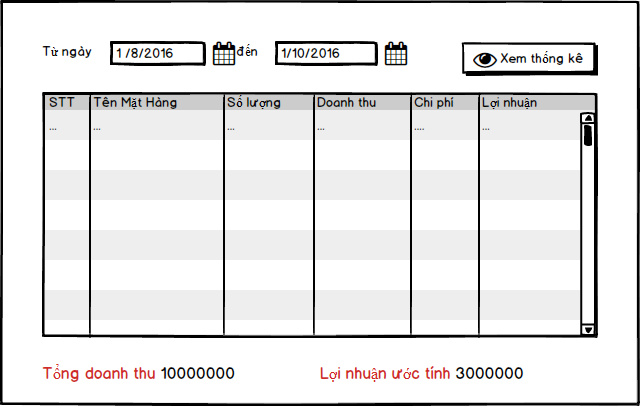 Từ ngày 1 /8/2016 đến 1/10/2016 Xem thống kê
STT Tên Mặt Hàng Số lượng Doanh thu Chi phí Lợi nhuận
... ... ... ... .... ...
Tổng doanh thu 10000000 Lợi nhuận ước tính 3000000